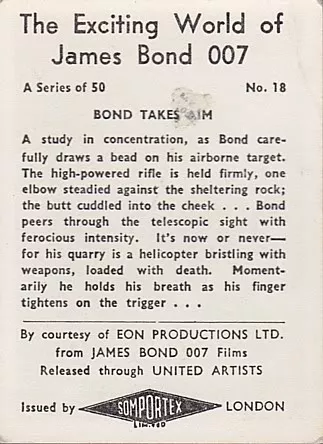 The Exciting World of
James Bond 007
A Series of 50 No. 18
BOND TAKES AIM
A study in concentration, as Bond care-
fully draws a bead on his airborne target.
The high-powered rifle is held firmly, one
elbow steadied against the sheltering rock;
the butt cuddled into the cheek . . . Bond
peers through the telescopic sight with
ferocious intensity. It's now or never—
for his quarry is a helicopter bristling with
weapons, loaded with death. Moment-
arily he holds his breath as his finger
tightens on the trigger . . .
By courtesy of EON PRODUCTIONS LTD.
from JAMES BOND 007 Films
Released through UNITED ARTISTS
Issued by SOMPORTEX LONDON
LIMITED